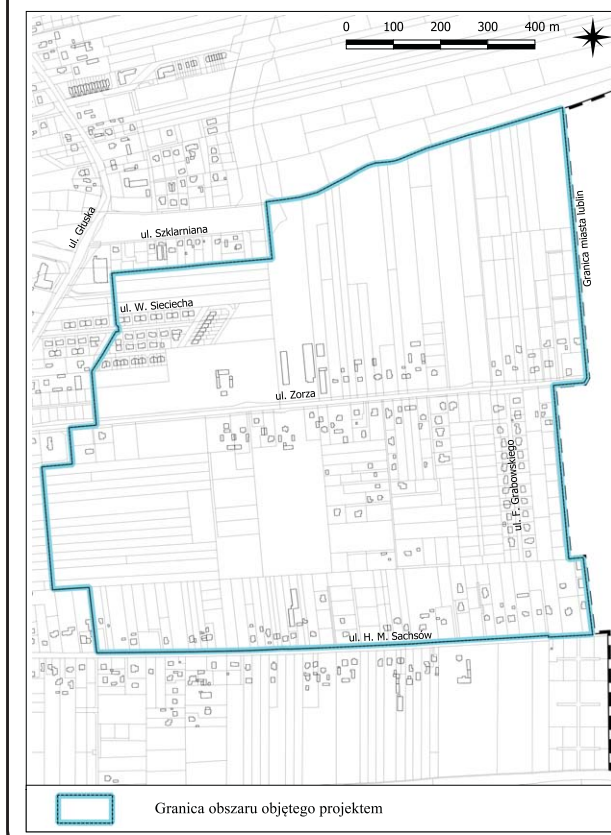 0 100 200 300 400 m
ul. Głuska
ul. Szklarniana
Granica miasta lublin
ul. W. Sieciecha
ul. Zorza
ul. F. Grabowskiego
ul. H. M. Sachsów
Granica obszaru objętego projektem